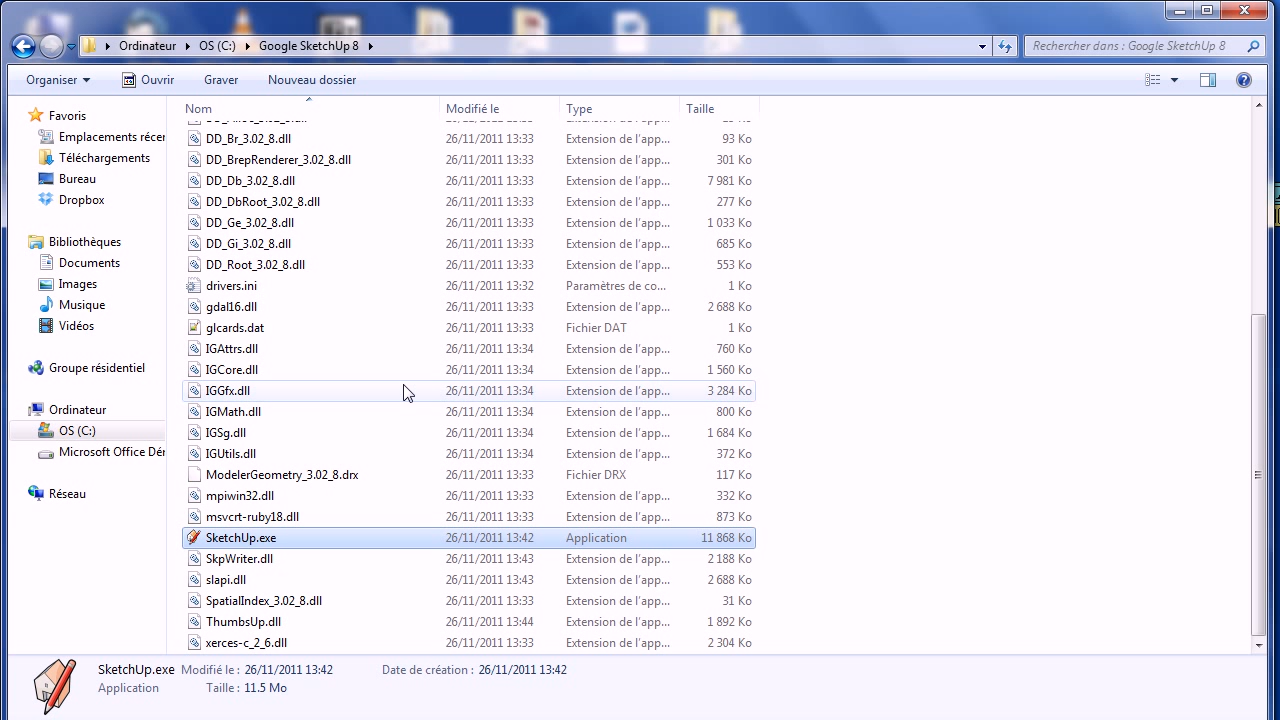 Ordinateur OS (C:) Google SketchUp 8 Rechercher dans : Google SketchUp 8
Organiser Ouvrir Graver Nouveau dossier
Nom Modifié le Type Taille
DD_Br_3.02_8.dll 26/11/2011 13:33 Extension de l'app... 93 Ko
DD_BrepRenderer_3.02_8.dll 26/11/2011 13:33 Extension de l'app... 301 Ko
DD_Db_3.02_8.dll 26/11/2011 13:33 Extension de l'app... 7 981 Ko
DD_DbRoot_3.02_8.dll 26/11/2011 13:33 Extension de l'app... 277 Ko
DD_Ge_3.02_8.dll 26/11/2011 13:33 Extension de l'app... 1 033 Ko
DD_Gi_3.02_8.dll 26/11/2011 13:33 Extension de l'app... 685 Ko
DD_Root_3.02_8.dll 26/11/2011 13:33 Extension de l'app... 553 Ko
drivers.ini 26/11/2011 13:32 Paramètres de co... 1 Ko
gdal16.dll 26/11/2011 13:33 Extension de l'app... 2 688 Ko
glcards.dat 26/11/2011 13:33 Fichier DAT 1 Ko
IGAttrs.dll 26/11/2011 13:34 Extension de l'app... 760 Ko
IGCore.dll 26/11/2011 13:34 Extension de l'app... 1 560 Ko
IGGfx.dll 26/11/2011 13:34 Extension de l'app... 3 284 Ko
IGMath.dll 26/11/2011 13:34 Extension de l'app... 800 Ko
IGSg.dll 26/11/2011 13:34 Extension de l'app... 1 684 Ko
IGUtils.dll 26/11/2011 13:34 Extension de l'app... 372 Ko
ModelerGeometry_3.02_8.drx 26/11/2011 13:33 Fichier DRX 117 Ko
mpiwin32.dll 26/11/2011 13:33 Extension de l'app... 332 Ko
msvcrt-ruby18.dll 26/11/2011 13:33 Extension de l'app... 873 Ko
SketchUp.exe 26/11/2011 13:42 Application 11 868 Ko
SkpWriter.dll 26/11/2011 13:43 Extension de l'app... 2 188 Ko
slapi.dll 26/11/2011 13:43 Extension de l'app... 2 688 Ko
SpatialIndex_3.02_8.dll 26/11/2011 13:33 Extension de l'app... 31 Ko
ThumbsUp.dll 26/11/2011 13:44 Extension de l'app... 1 892 Ko
xerces-c_2_6.dll 26/11/2011 13:33 Extension de l'app... 2 304 Ko
Favoris
Emplacements récer
Téléchargements
Bureau
Dropbox
Bibliothèques
Documents
Images
Musique
Vidéos
Groupe résidentiel
Ordinateur
OS (C:)
Microsoft Office Dér
Réseau
SketchUp.exe Modifié le : 26/11/2011 13:42 Date de création : 26/11/2011 13:42
Application Taille : 11.5 Mo